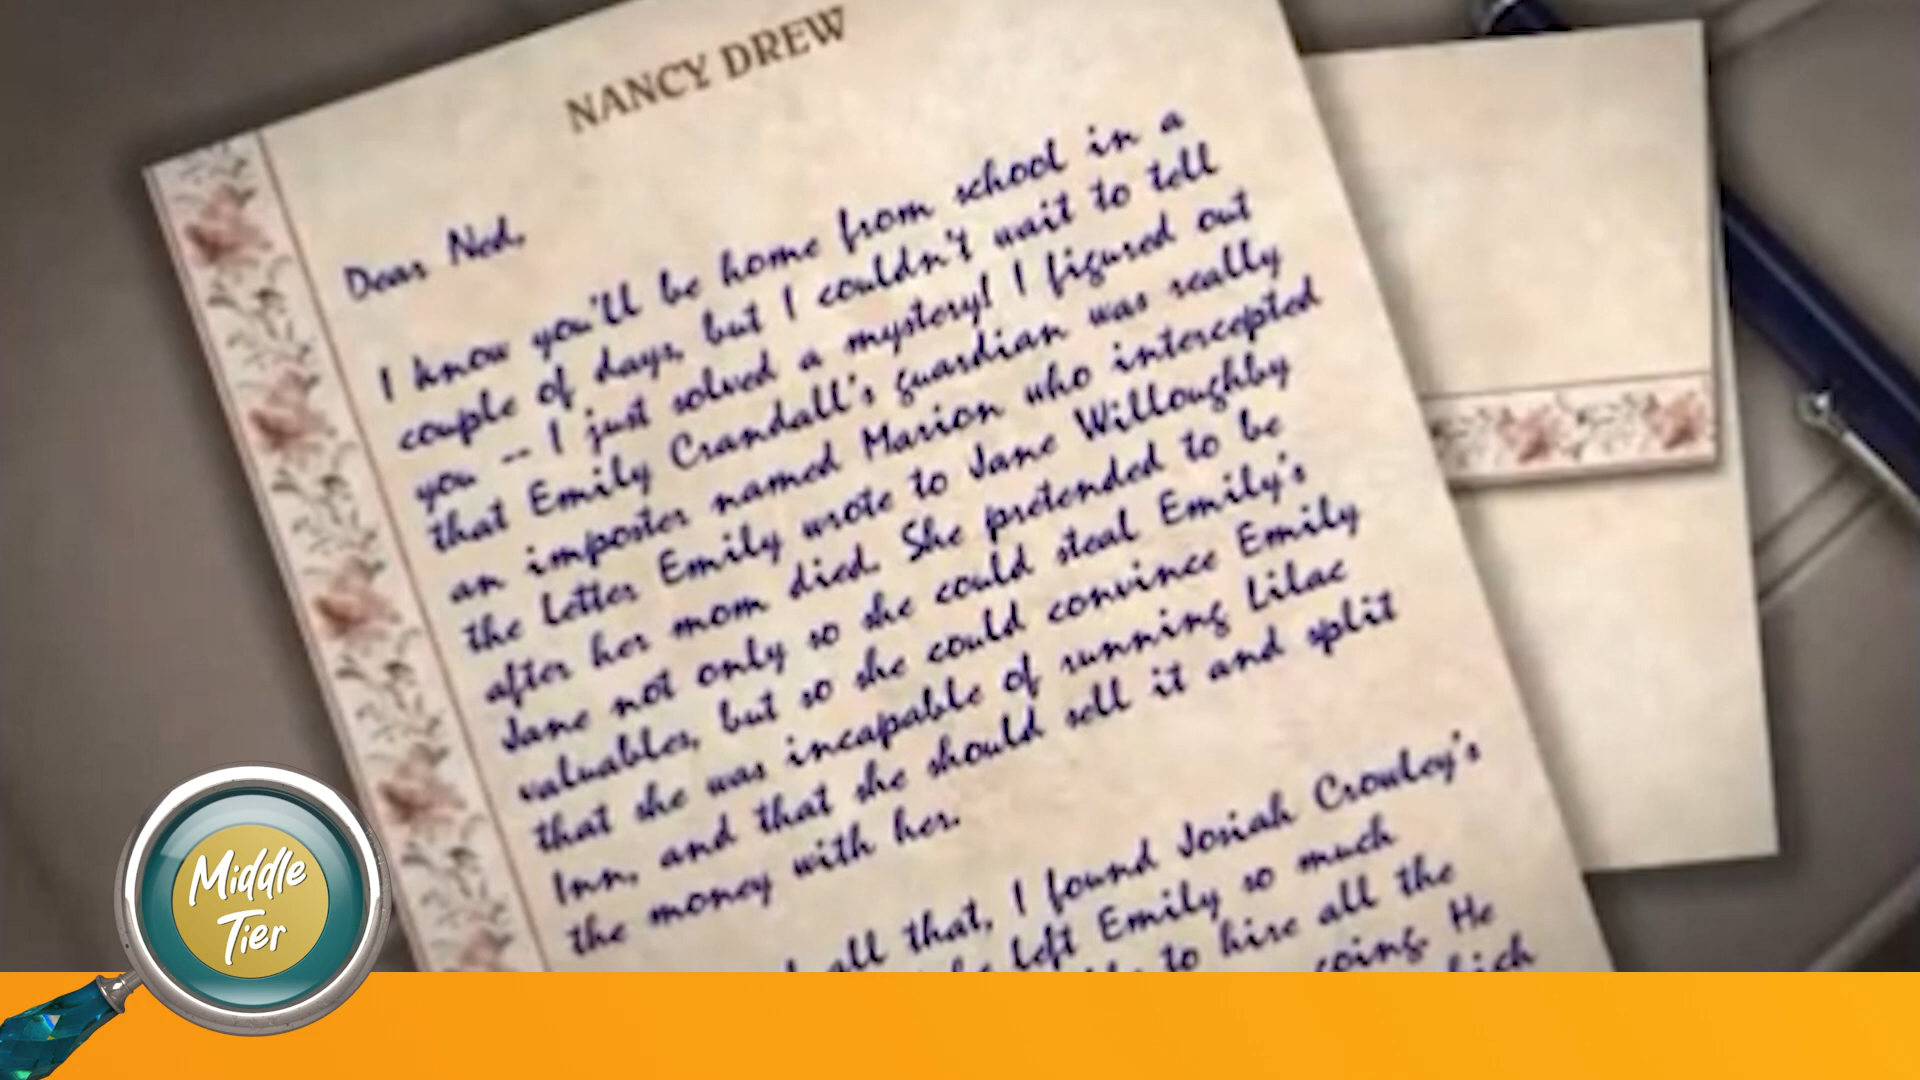 NANCY DREW
Dear Ned,
I know you'll be home from school in a
couple of days, but I couldn't wait to tell
you -- I just solved a mystery! I figured out
that Emily Crandall's guardian was really
an imposter named Marion who intercepted
the letter Emily wrote to Jane Willoughby
after her mom died. She pretended to be
Jane not only so she could steal Emily's
valuables, but so she could convince Emily
that she was incapable of running Lilac
Inn, and that she should sell it and split
the money with her.
all that, I found Josiah Crowley's
left Emily so much
to hire all the
going. He
Middle
Tier